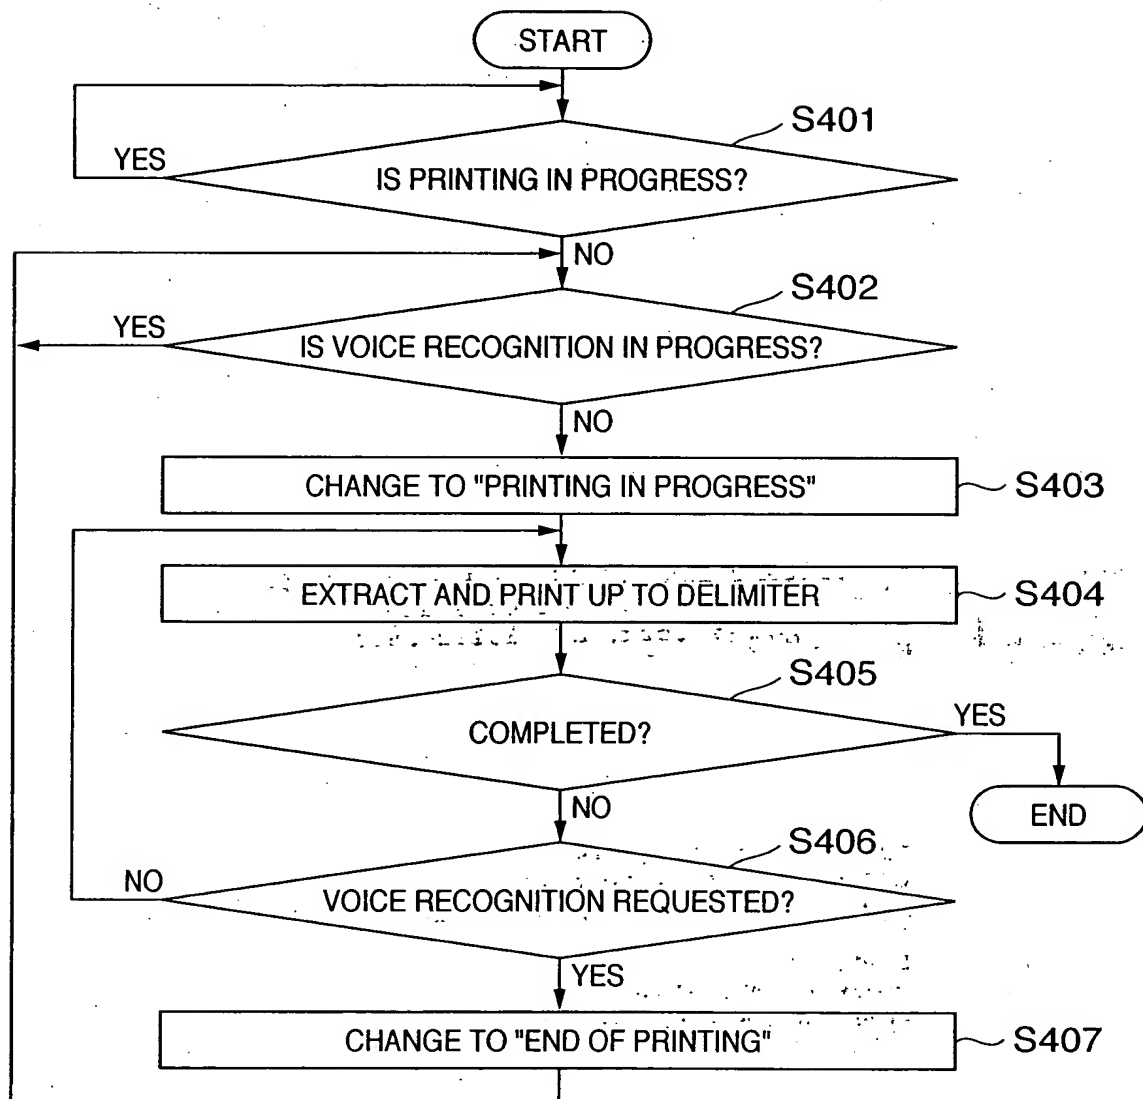 START
S401
YES
IS PRINTING IN PROGRESS?
NO
S402
YES
IS VOICE RECOGNITION IN PROGRESS?
NO
CHANGE TO "PRINTING IN PROGRESS"
S403
EXTRACT AND PRINT UP TO DELIMITER
S404
S405
COMPLETED?
YES
NO
END
S406
NO
VOICE RECOGNITION REQUESTED?
YES
CHANGE TO "END OF PRINTING"
S407